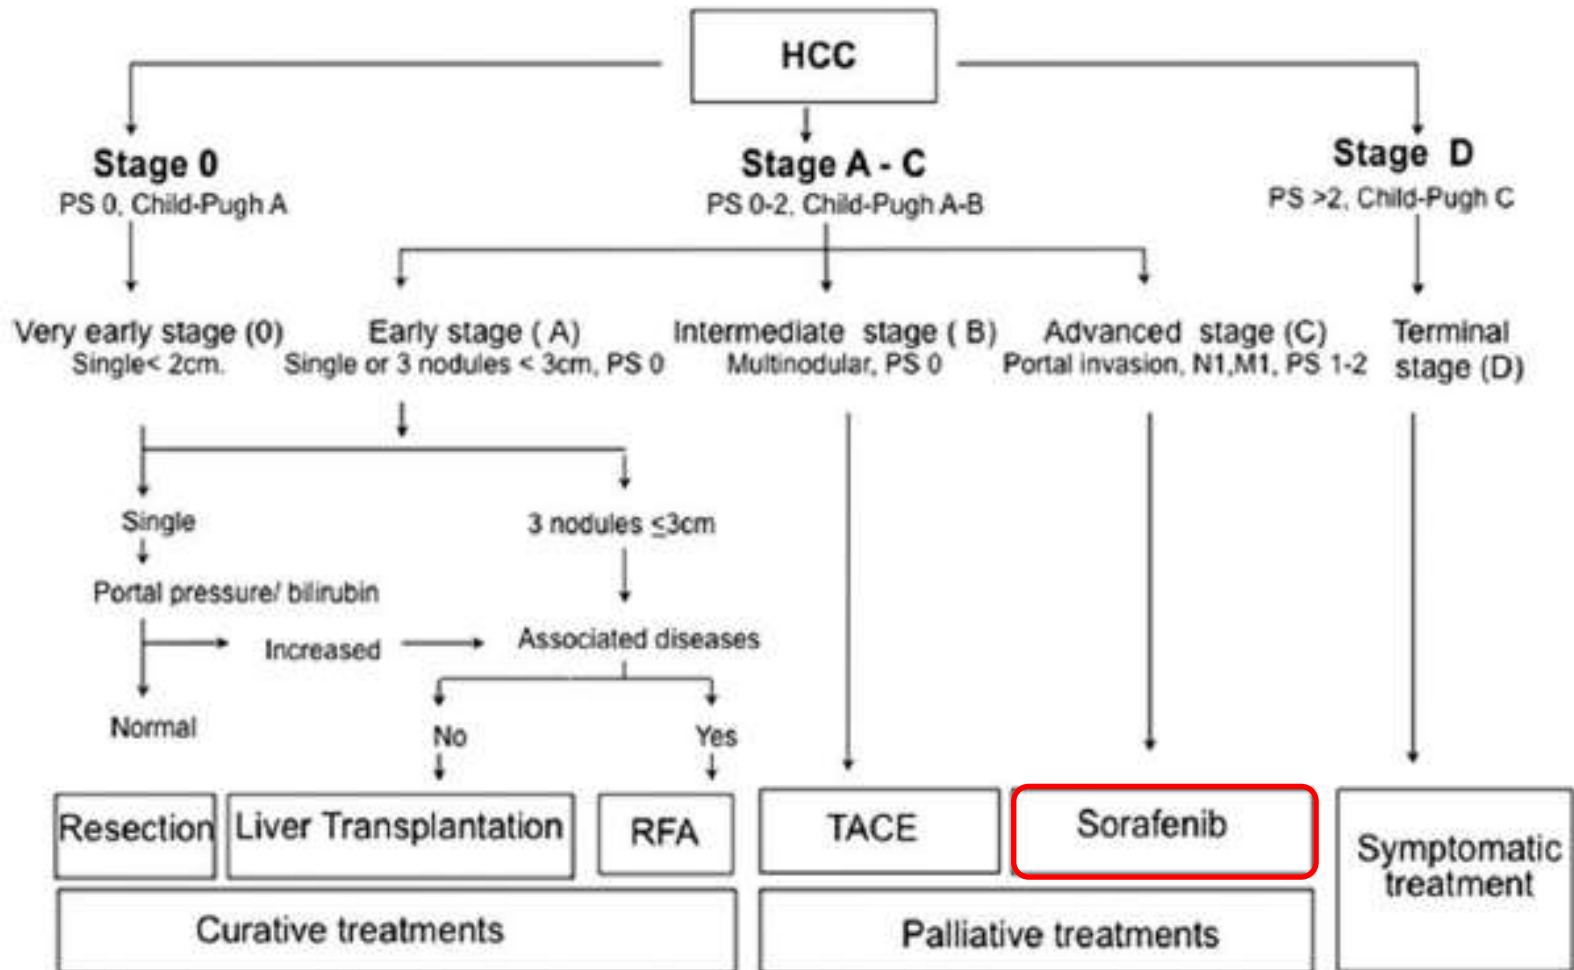 HCC
Stage 0
PS 0, Child-Pugh A
Stage A - C
PS 0-2, Child-Pugh A-B
Stage D
PS >2, Child-Pugh C
Very early stage (0)
Single< 2cm.
Early stage ( A)
Single or 3 nodules < 3cm, PS 0
Intermediate stage ( B)
Multinodular, PS 0
Advanced stage (C)
Portal invasion, N1,M1, PS 1-2
Terminal
stage (D)
Single
3 nodules ≤3cm
Portal pressure/ bilirubin
Increased
Associated diseases
Normal
No
Yes
Resection
Liver Transplantation
RFA
TACE
Sorafenib
Symptomatic
treatment
Curative treatments
Palliative treatments